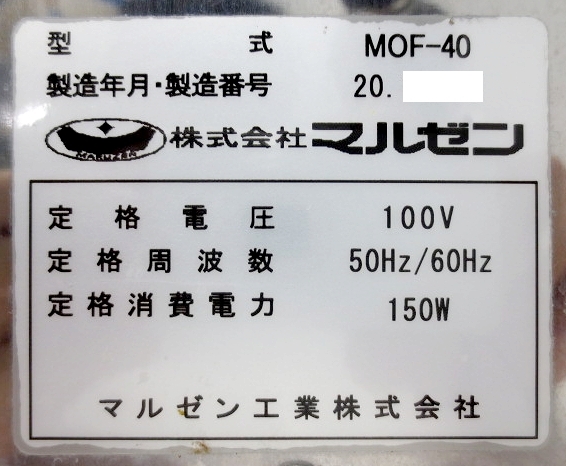 型式 MOF-40
製造年月・製造番号 20.
MARUZEN 株式会社 マルゼン
定格電圧 100V
定格周波数 50Hz/60Hz
定格消費電力 150W
マルゼン工業株式会社